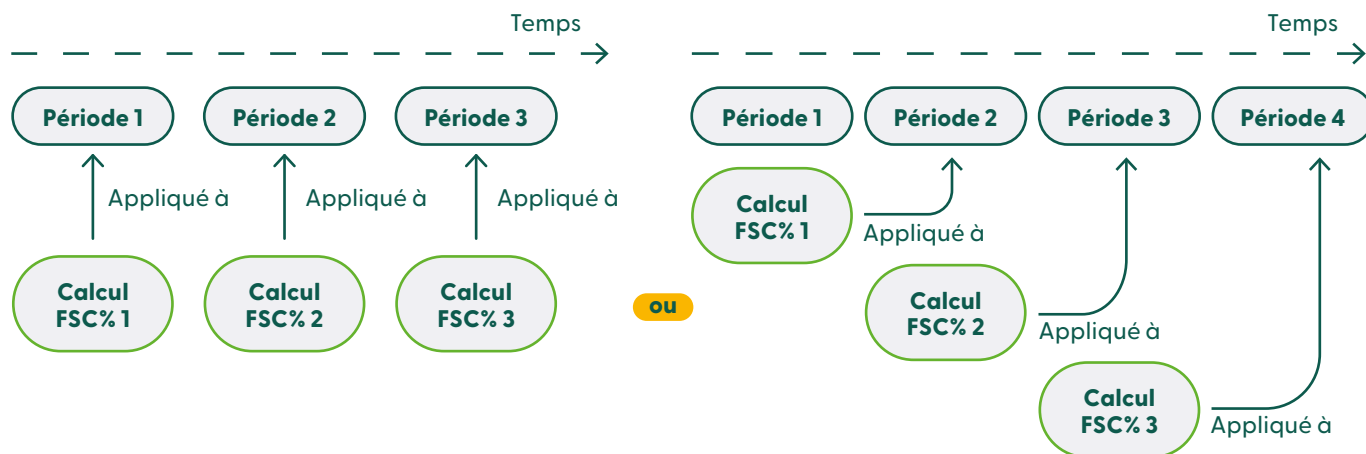 Temps
Période 1
Période 2
Période 3
Appliqué à
Appliqué à
Appliqué à
Calcul
FSC% 1
Calcul
FSC% 2
Calcul
FSC% 3
ou
Temps
Période 1
Période 2
Période 3
Période 4
Calcul
FSC% 1
Appliqué à
Calcul
FSC% 2
Appliqué à
Calcul
FSC% 3
Appliqué à